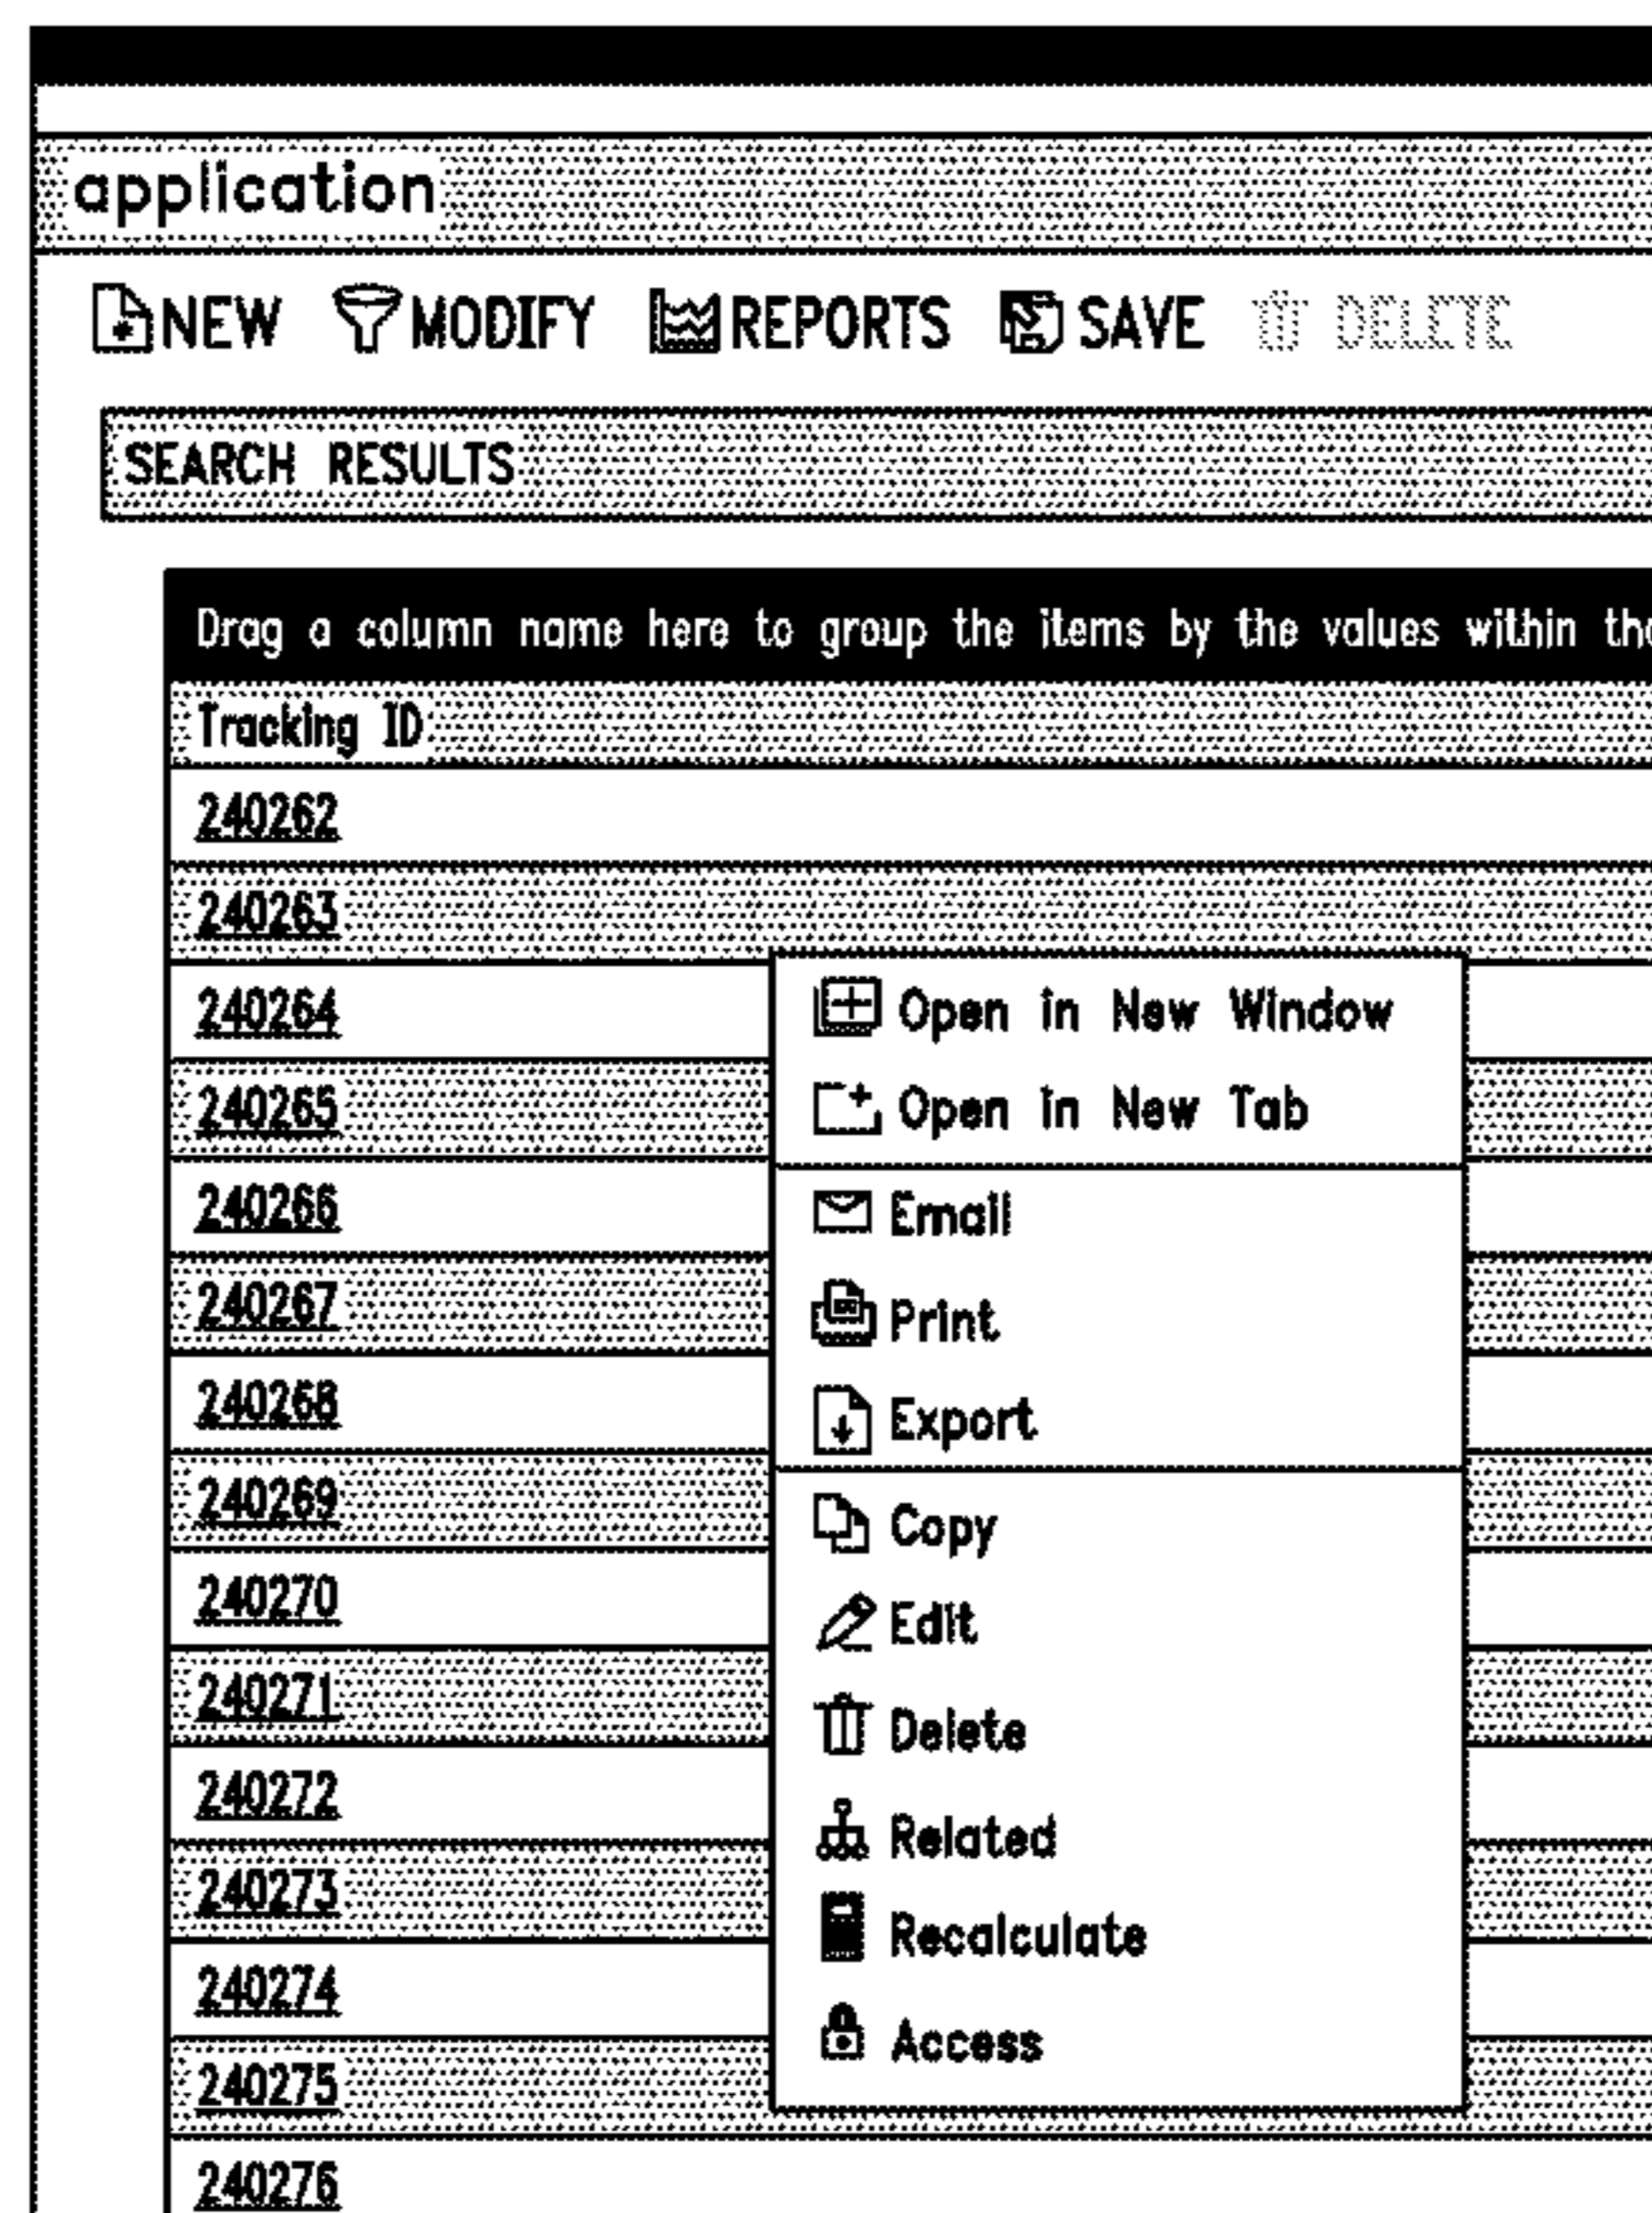 application
NEW MODIFY REPORTS SAVE DELETE
SEARCH RESULTS
Drag a column name here to group the items by the values within
Tracking ID
240262
240263
240264
Open in New Window
240265
Open in New Tab
240266
Email
240267
Print
240268
Export
240269
Copy
240270
Edit
240271
Delete
240272
Related
240273
Recalculate
240274
Access
240275
240276